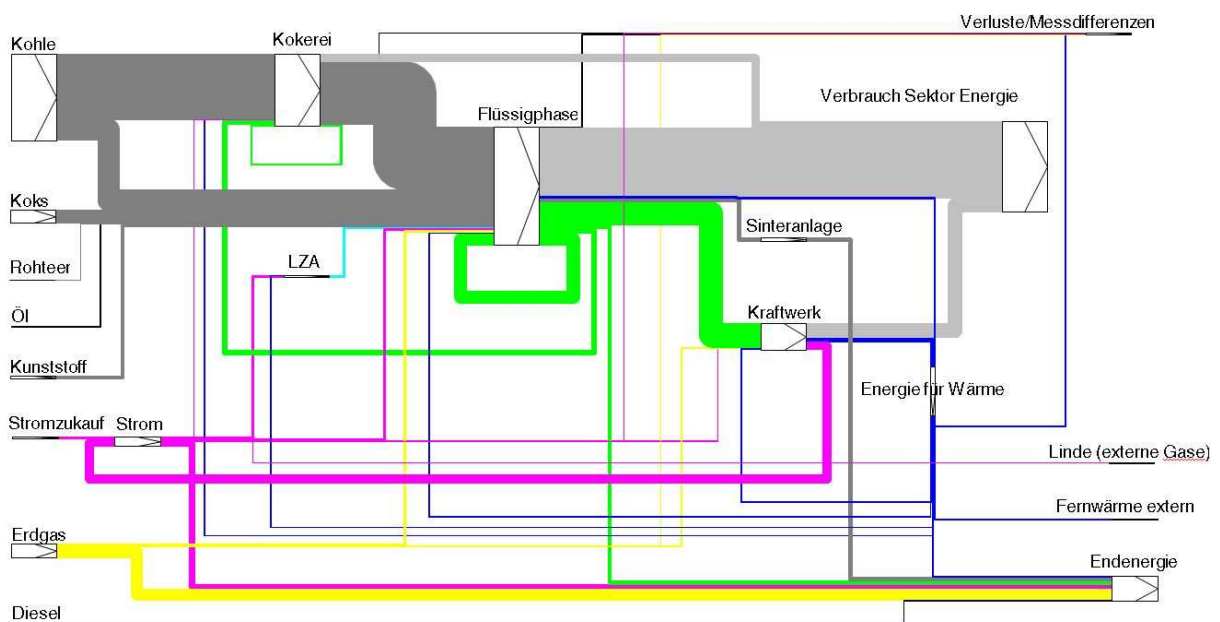 Verluste/Messdifferenzen
Kohle
Kokerei
Verbrauch Sektor Energie
Flüssigphase
Koks
Sinteranlage
Rohteer
LZA
Öl
Kraftwerk
Kunststoff
Energie für Wärme
Stromzukauf
Strom
Linde (externe Gase)
Fernwärme extern
Erdgas
Endenergie
Diesel